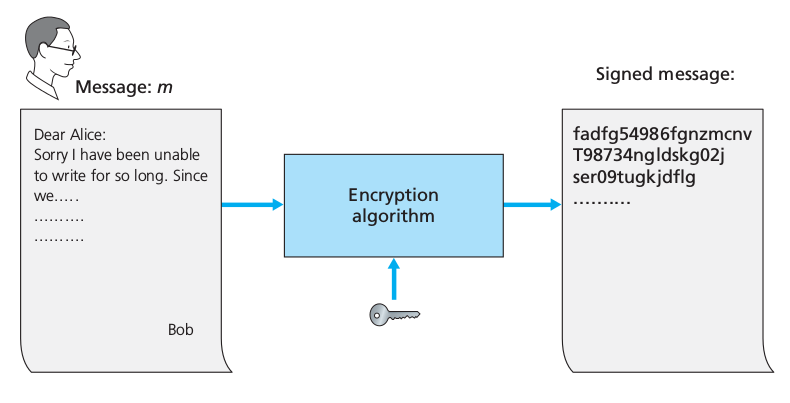 Message: m
Dear Alice:
Sorry I have been unable
to write for so long. Since
we.....
..........
..........
Bob
Encryption
algorithm
Signed message:
fadfg54986fgnzmcnv
T98734ngldskg02j
ser09tugkjdflg
..........